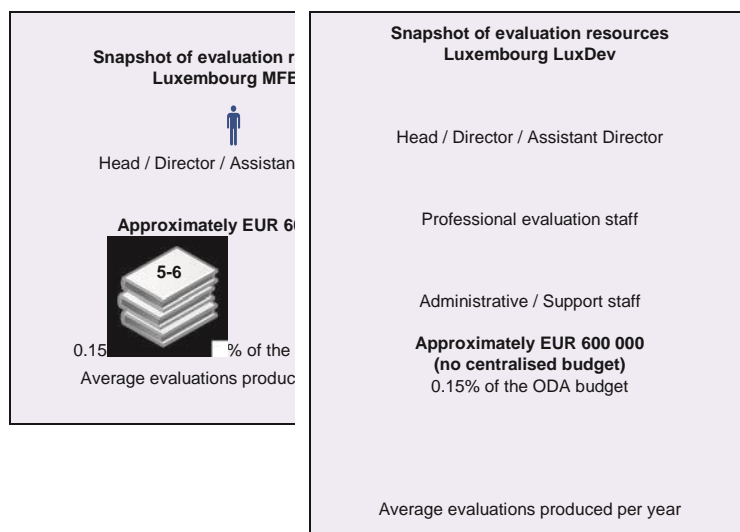 Snapshot of evaluation r
Luxembourg MFE
Head / Director / Assistan
Approximately EUR 60
5-6
0.15 % of the
Average evaluations produc
Snapshot of evaluation resources
Luxembourg LuxDev
Head / Director / Assistant Director
Professional evaluation staff
Administrative / Support staff
Approximately EUR 600 000
(no centralised budget)
0.15% of the ODA budget
Average evaluations produced per year